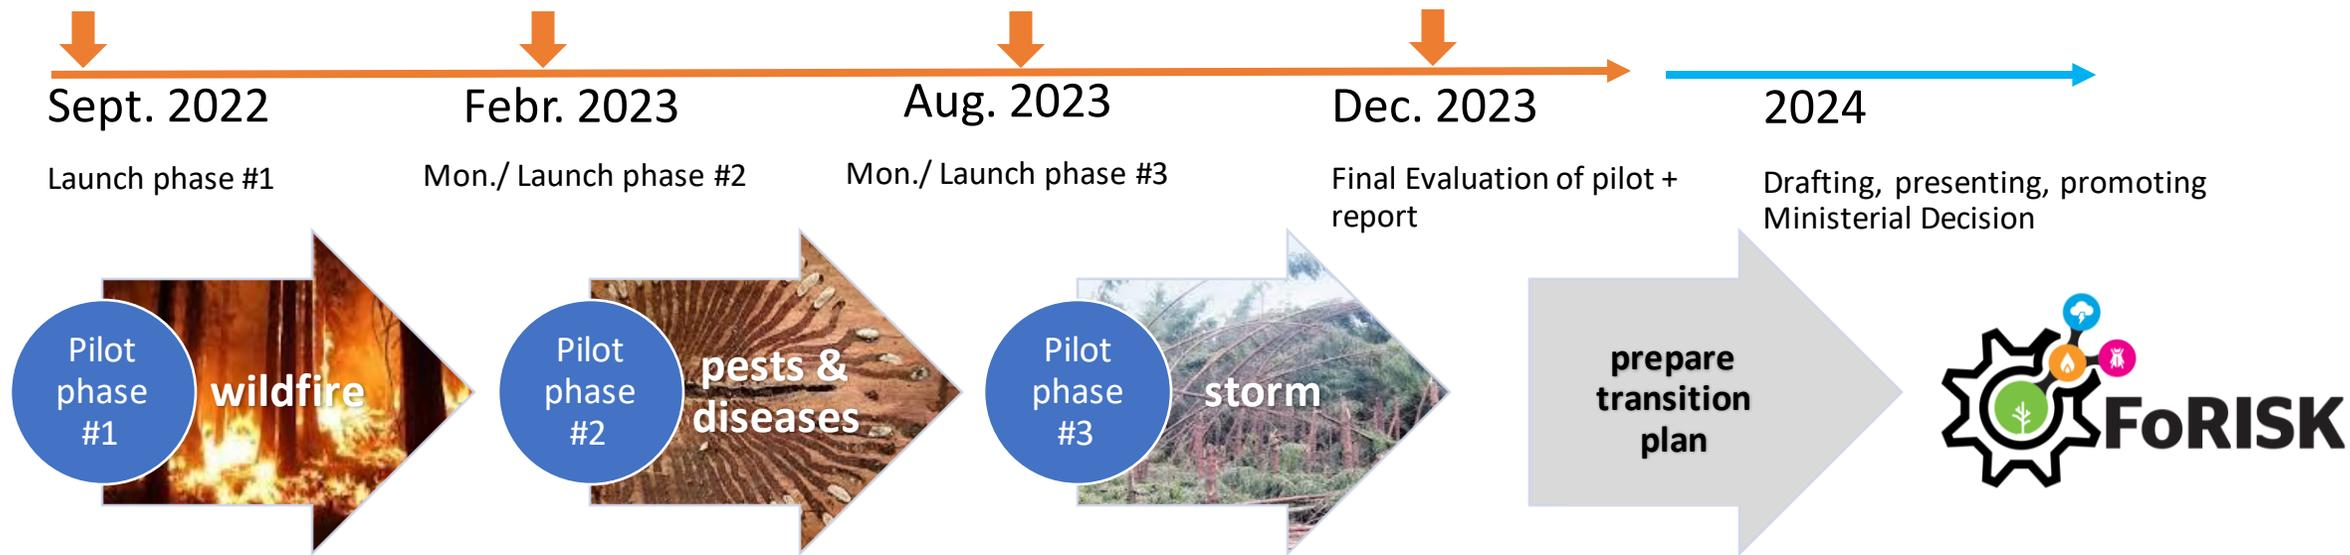 Sept. 2022
Febr. 2023
Aug. 2023
Dec. 2023
2024
Launch phase #1
Mon./ Launch phase #2
Mon./ Launch phase #3
Final Evaluation of pilot +
report
Drafting, presenting, promoting
Ministerial Decision
Pilot
phase
#1
wildfire
Pilot
phase
#2
pests &
diseases
Pilot
phase
#3
storm
prepare
transition
plan
FoRISK